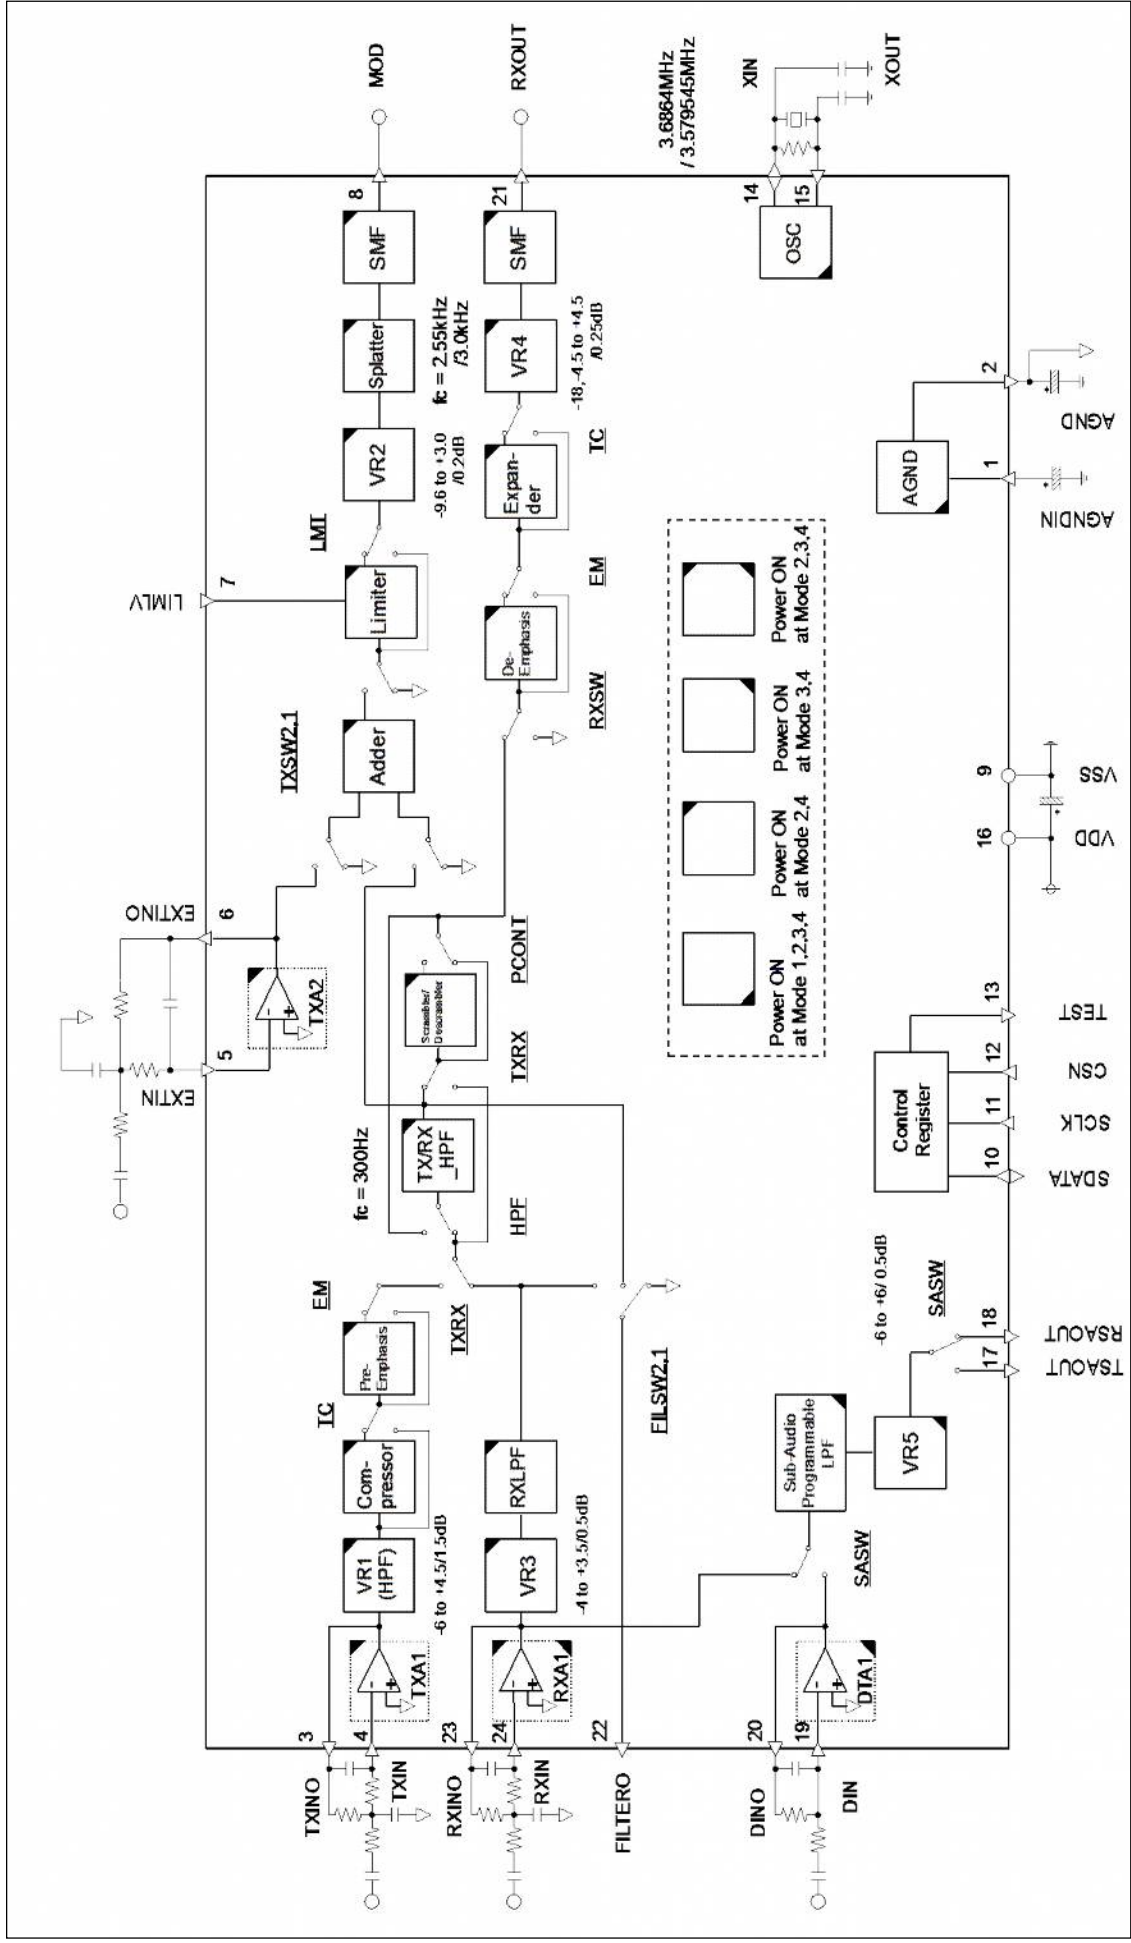 TXINO
3
4
TXIN
TXA1
VR1
(HPF)
-6 to +4.5/1.5dB
Com-
pressor
TC
Pre-
Emphasis
EM
TXRX
fc = 300Hz
TX/RX
_HPF
HPF
TXRX
Scrambler/
Descrambler
PCONT
EXTIN
5
TXA2
6
EXTINO
TXSW2,1
Adder
LIMLV
7
Limiter
LMI
VR2
-9.6 to +3.0
/0.2dB
Splatter
fc = 2.55kHz
/3.0kHz
SMF
8
MOD
RXINO
23
24
RXIN
RXA1
VR3
-4 to +3.5/0.5dB
RXLPF
RXSW
De-
Emphasis
EM
Expan-
der
TC
VR4
-18,-4.5 to +4.5
/0.25dB
SMF
21
RXOUT
FILTERO
22
FILSW2,1
DINO
20
19
DIN
DTA1
SASW
Sub-Audio
Programmable
LPF
VR5
-6 to +6/ 0.5dB
SASW
17
18
TSAOUT
RSAOUT
Power ON
at Mode 1,2,3,4
Power ON
at Mode 2,4
Power ON
at Mode 3,4
Power ON
at Mode 2,3,4
Control
Register
10
11
12
13
SDATA
SCLK
CSN
TEST
16
9
VDD
VSS
AGND
1
2
AGNDIN
AGND
OSC
14
15
3.6864MHz
/ 3.579545MHz
XIN
XOUT